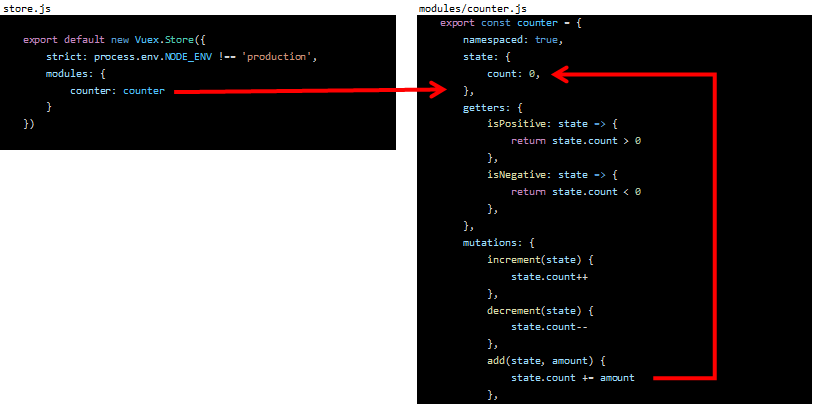 store.js
export default new Vuex.Store({
strict: process.env.NODE_ENV !== 'production',
modules: {
counter: counter
}
})
modules/counter.js
export const counter = {
namespaced: true,
state: {
count: 0,
},
getters: {
isPositive: state => {
return state.count > 0
},
isNegative: state => {
return state.count < 0
},
},
mutations: {
increment(state) {
state.count++
},
decrement(state) {
state.count--
},
add(state, amount) {
state.count += amount
},